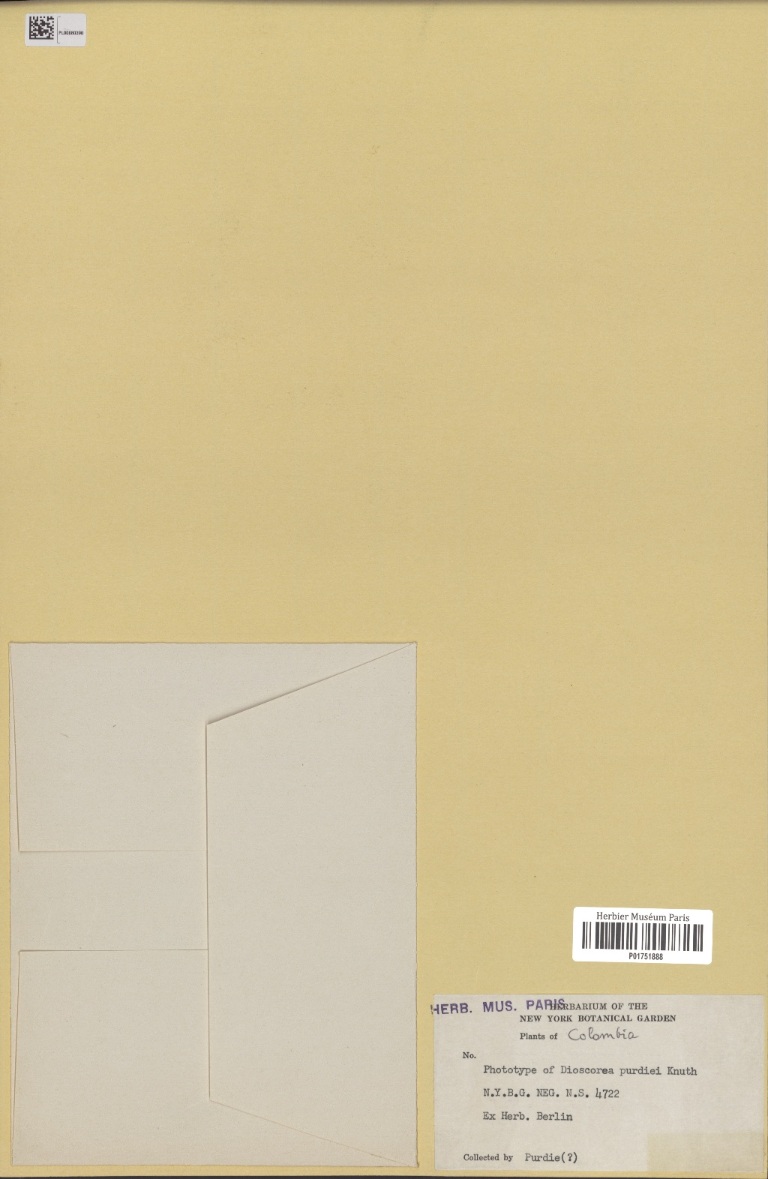 Herbier Muséum Paris
P01751888
HERB. MUS. PARIS
HERBARIUM OF THE
NEW YORK BOTANICAL GARDEN
Plants of Colombia
No.
Phototype of Dioscorea purdiei Knuth
N.Y.B.G. NEG. N.S. 4722
Ex Herb. Berlin
Collected by Purdie(?)